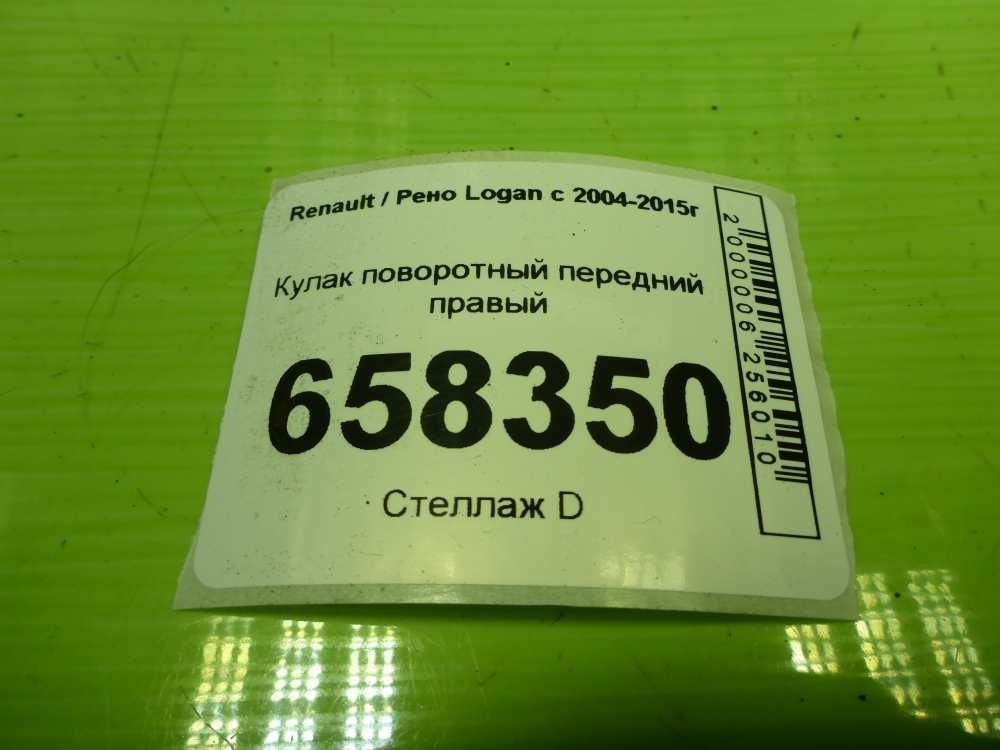 Renault / Рено Logan с 2004-2015г
Кулак поворотный передний
правый
658350
Стеллаж D
2000006256010